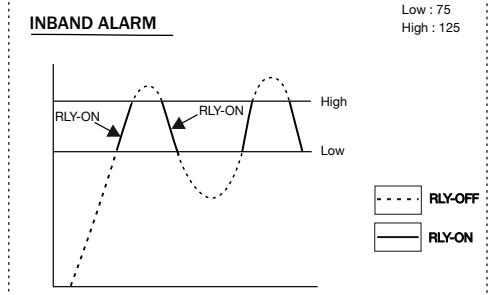 Low : 75
High : 125
INBAND ALARM
High
RLY-ON
RLY-ON
Low
RLY-OFF
RLY-ON